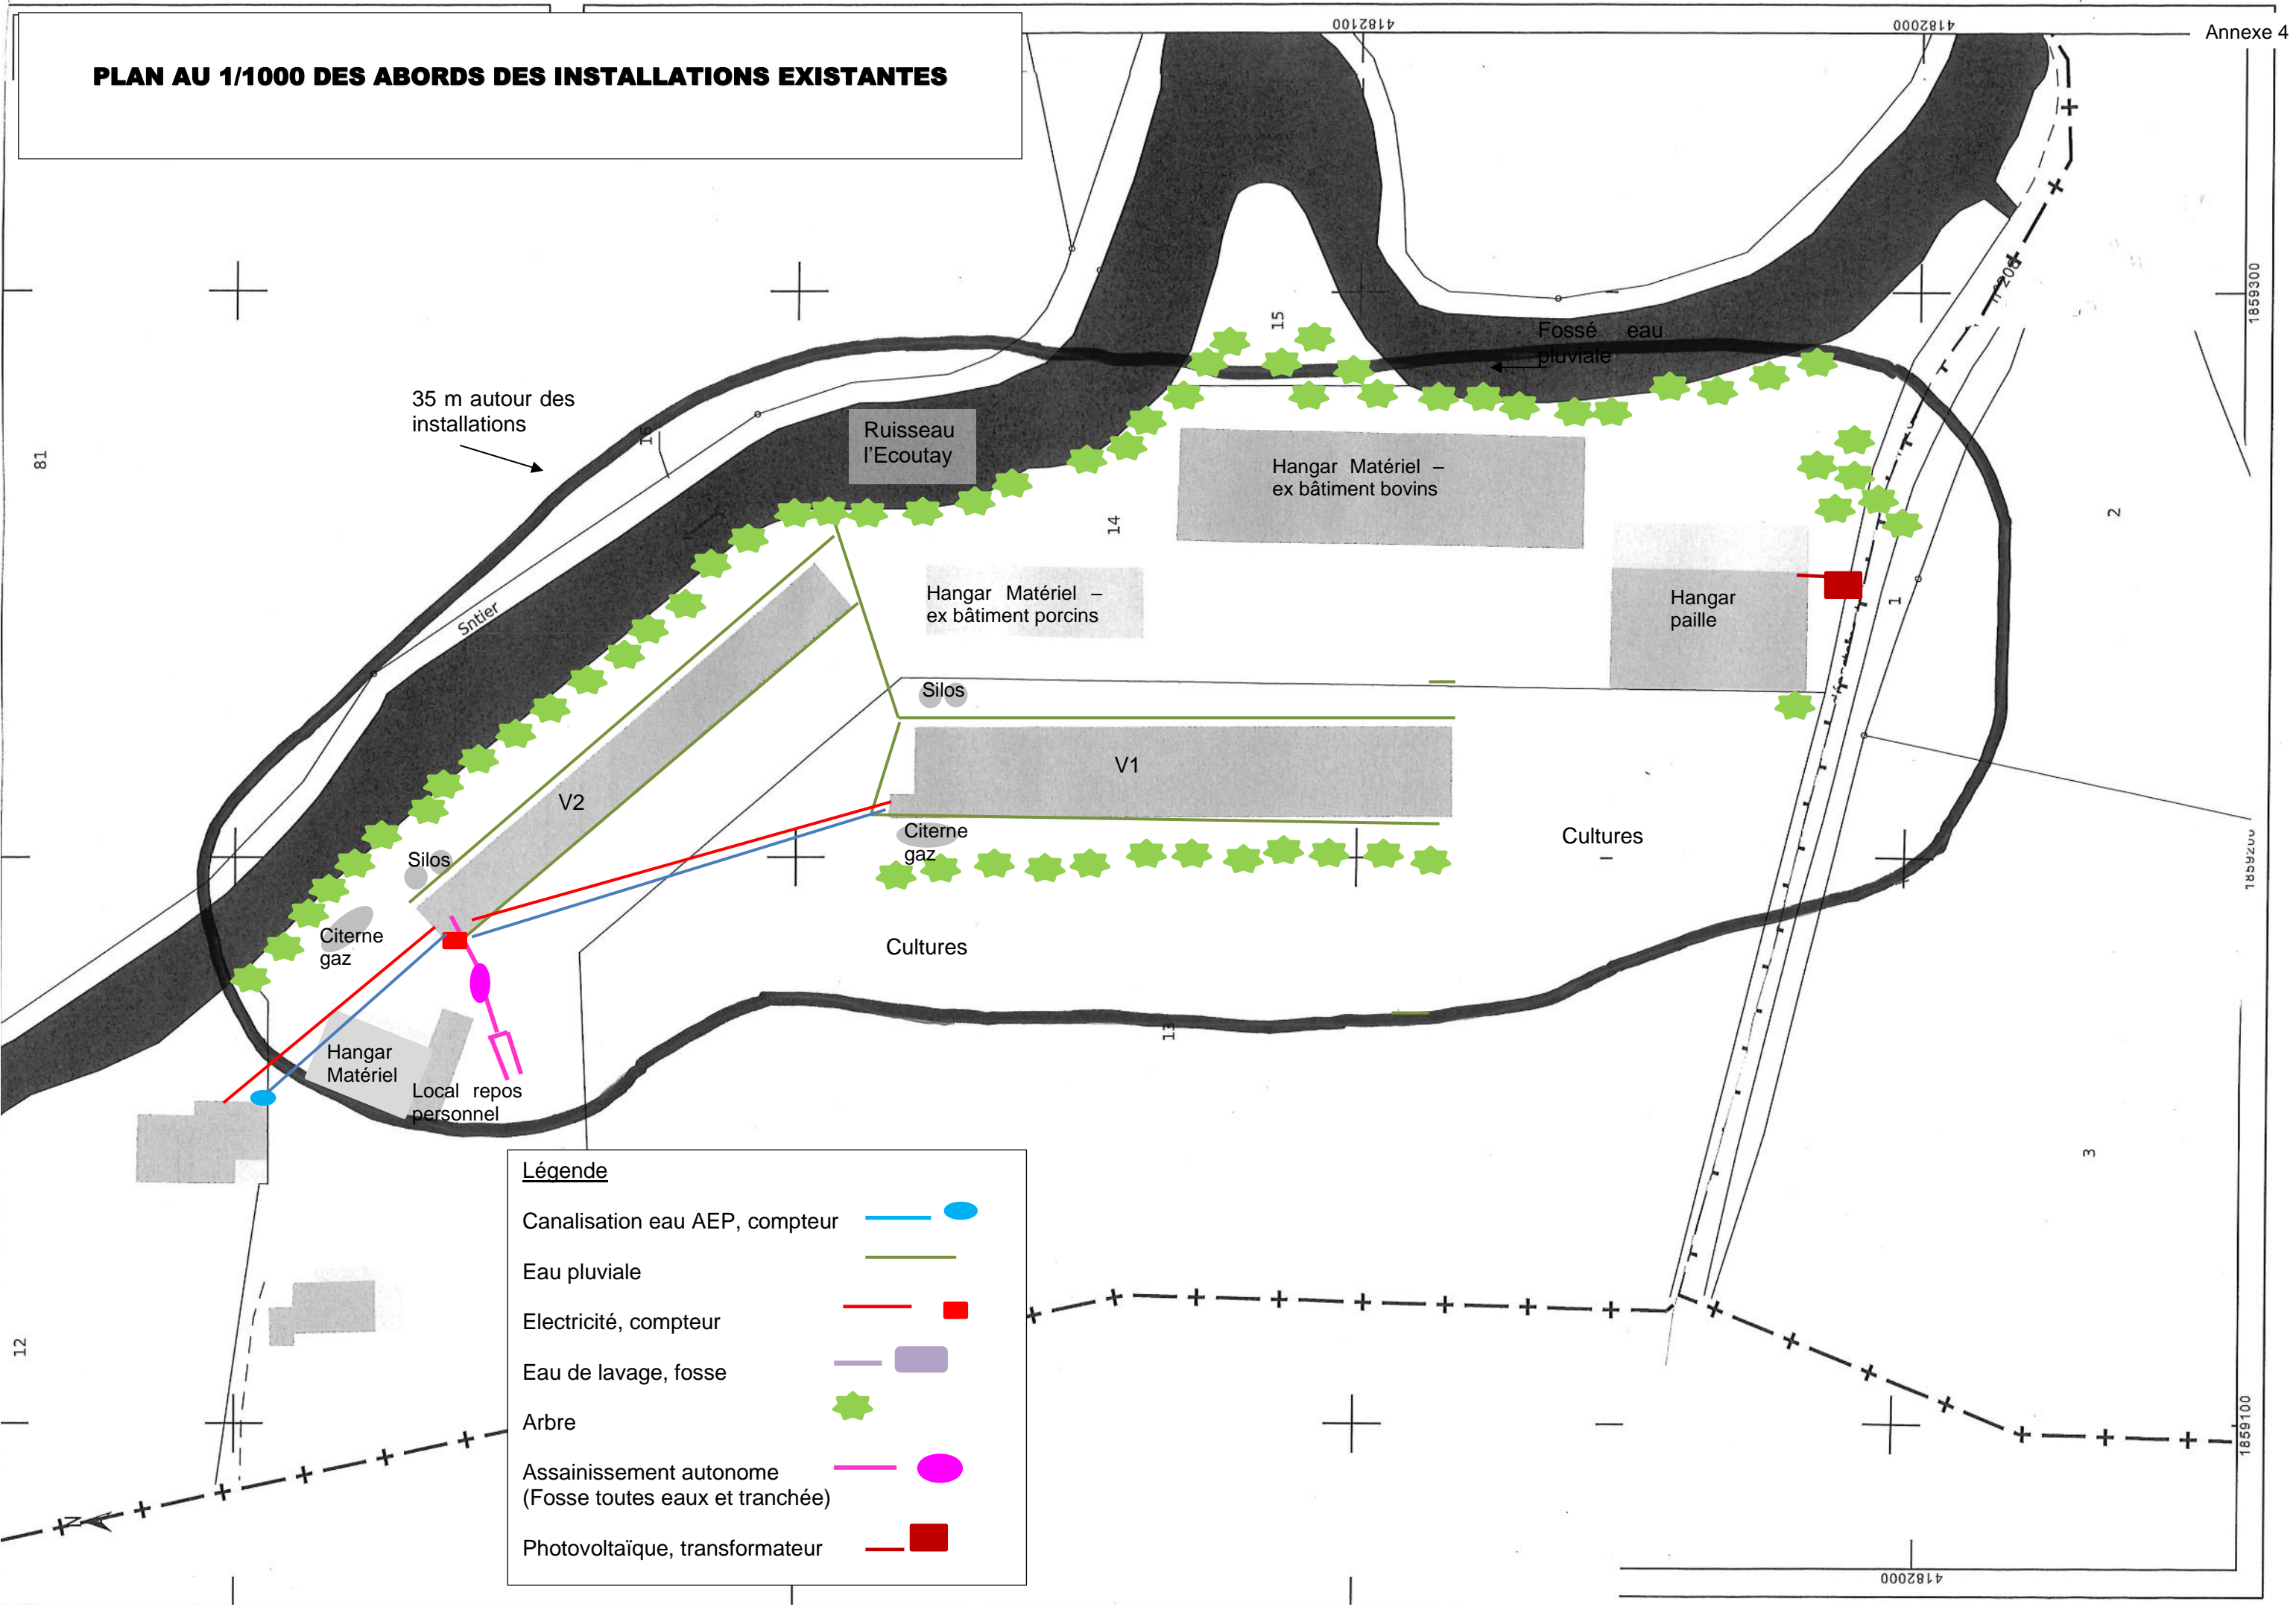 4182100
4182000
Annexe 4
PLAN AU 1/1000 DES ABORDS DES INSTALLATIONS EXISTANTES
1859300
n°206
15
Fossé eau
pluviale
35 m autour des
installations
16
81
Ruisseau
l'Ecoutay
Hangar Matériel –
ex bâtiment bovins
14
2
Hangar Matériel –
ex bâtiment porcins
Hangar
paille
1
Sntier
Silos
V1
V2
Citerne
gaz
Cultures
1859200
Silos
Citerne
gaz
Cultures
13
Hangar
Matériel
Local repos
personnel
3
Légende
Canalisation eau AEP, compteur
Eau pluviale
Electricité, compteur
Eau de lavage, fosse
Arbre
Assainissement autonome
(Fosse toutes eaux et tranchée)
Photovoltaïque, transformateur
12
N
1859100
4182000